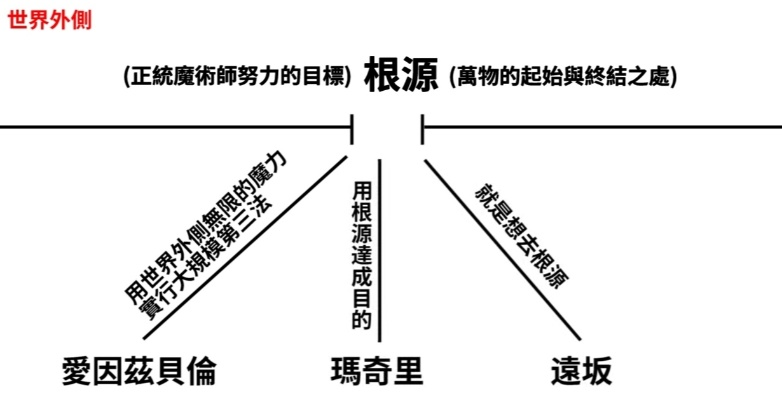 世界外側
(正統魔術師努力的目標) 根源 (萬物的起始與終結之處)
用世界外側無限的魔力
實行大規模第三法
用根源達成目的
就是想去根源
愛因茲貝倫
瑪奇里
遠坂